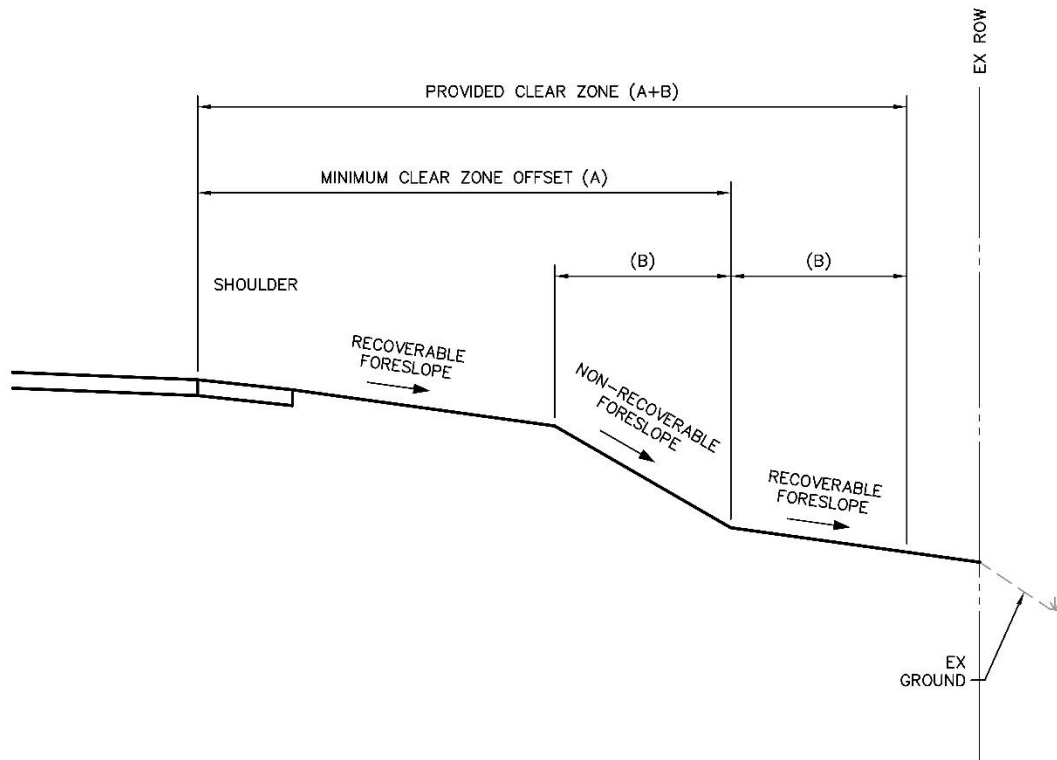 EX ROW
PROVIDED CLEAR ZONE (A+B)
MINIMUM CLEAR ZONE OFFSET (A)
(B)
(B)
SHOULDER
RECOVERABLE
FORESLOPE
NON-RECOVERABLE
FORESLOPE
RECOVERABLE
FORESLOPE
EX
GROUND